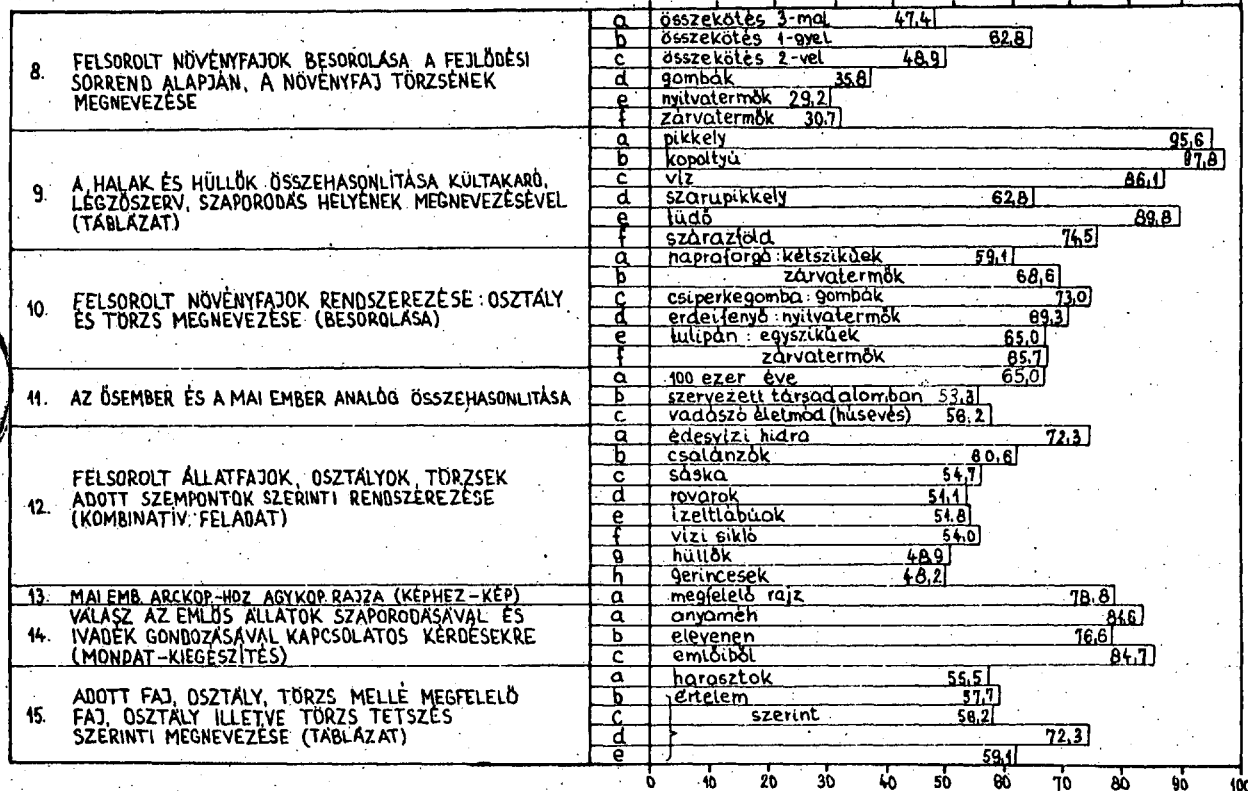 8. FELSOROLT NÖVÉNYFAJOK BESOROLÁSA A FEJLŐDÉSI
SORREND ALAPJÁN, A NÖVÉNYFAJ TÖRZSÉNEK
MEGNEVEZÉSE
a összekötés 3-mal 47,4
b összekötés 1-gyel 62,8
c összekötés 2-vel 48,9
d gombák 35,8
e nyitvatermők 29,2
f zárvatermők 30,7
9. A HALAK ÉS HÜLLŐK ÖSSZEHASONLÍTÁSA KÜLTAKARÓ,
LÉGZŐSZERV, SZAPORODÁS HELYÉNEK MEGNEVEZÉSÉVEL
(TÁBLÁZAT)
a pikkely 95,6
b kopoltyú 97,8
c víz 86,1
d szarupikkely 62,8
e tüdő 89,8
f szárazföld 74,5
10. FELSOROLT NÖVÉNYFAJOK RENDSZEREZÉSE: OSZTÁLY
ÉS TÖRZS MEGNEVEZÉSE (BESOROLÁSA)
a napraforgó: kétszikűek 59,1
b zárvatermők 68,6
c csiperkegomba: gombák 73,0
d erdeifenyő: nyitvatermők 69,3
e tulipán: egyszikűek 65,0
f zárvatermők 65,7
11. AZ ŐSEMBER ÉS A MAI EMBER ANALÓG ÖSSZEHASONLITÁSA
a 100 ezer éve 65,0
b szervezett társadalomban 53,3
c vadászó életmód (húsevés) 56,2
12. FELSOROLT ÁLLATFAJOK, OSZTÁLYOK, TÖRZSEK
ADOTT SZEMPONTOK SZERINTI RENDSZEREZÉSE
(KOMBINATÍV FELADAT)
a édesvizi hidra 72,3
b csalánzók 60,6
c sáska 54,7
d rovarok 51,1
e izeltlábúak 51,8
f vizi sikló 54,0
g hüllők 48,9
h gerincesek 48,2
13. MAI EMB. ARCKOP.-HOZ AGYKOP. RAJZA (KÉPHEZ-KÉP)
a megfelelő rajz 78,8
14. VÁLASZ AZ EMLŐS ÁLLATOK SZAPORODÁSÁVAL ÉS
IVADÉK GONDOZÁSÁVAL KAPCSOLATOS KÉRDÉSEKRE
(MONDAT-KIEGÉSZÍTÉS)
a anyaméh 81,6
b elevenen 76,6
c emlőiből 84,7
15. ADOTT FAJ, OSZTÁLY, TÖRZS MELLÉ MEGFELELŐ
FAJ, OSZTÁLY ILLETVE TÖRZS TETSZÉS
SZERINTI MEGNEVEZÉSE (TÁBLÁZAT)
a harasztok 55,5
b értelem 57,7
c szerint 56,2
d 72,3
e 59,1
0 10 20 30 40 50 60 70 80 90 100